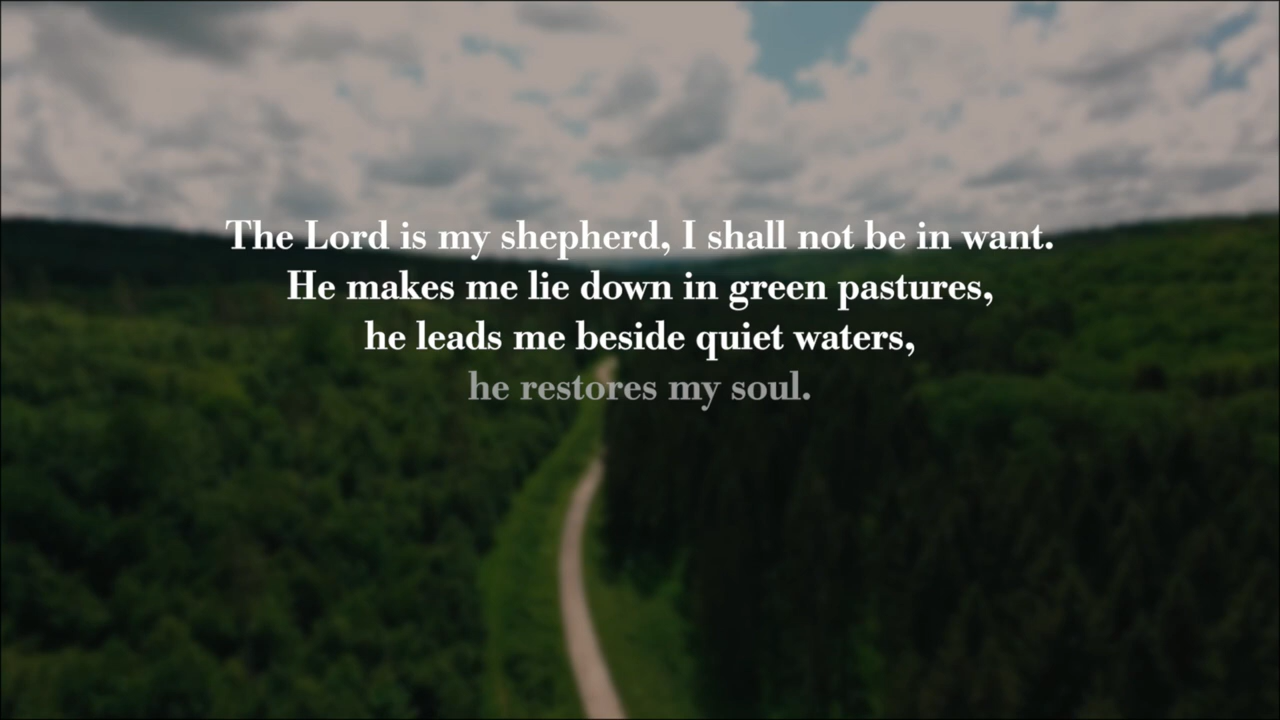 The Lord is my shepherd, I shall not be in want.
He makes me lie down in green pastures,
he leads me beside quiet waters,
he restores my soul.